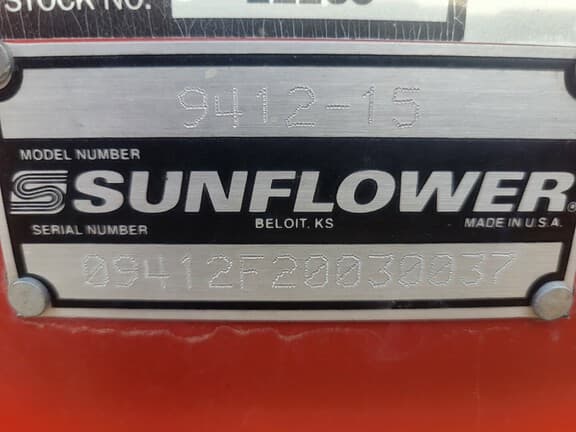 STOCK NO.
9412-15
MODEL NUMBER
SUNFLOWER®
SERIAL NUMBER BELOIT, KS MADE IN U.S.A.
09412F20030037